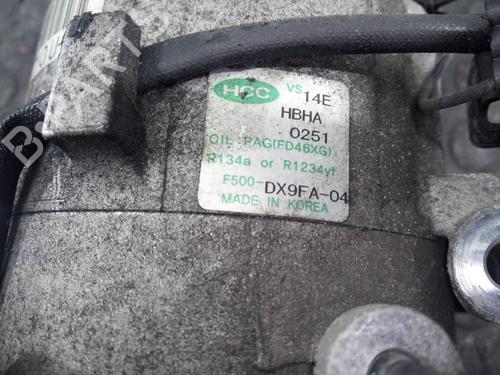 HCC VS 14E
HBHA
0251
OIL : PAG(FD46XG)
R134a or R1234yf
F500-DX9FA-04
MADE IN KOREA